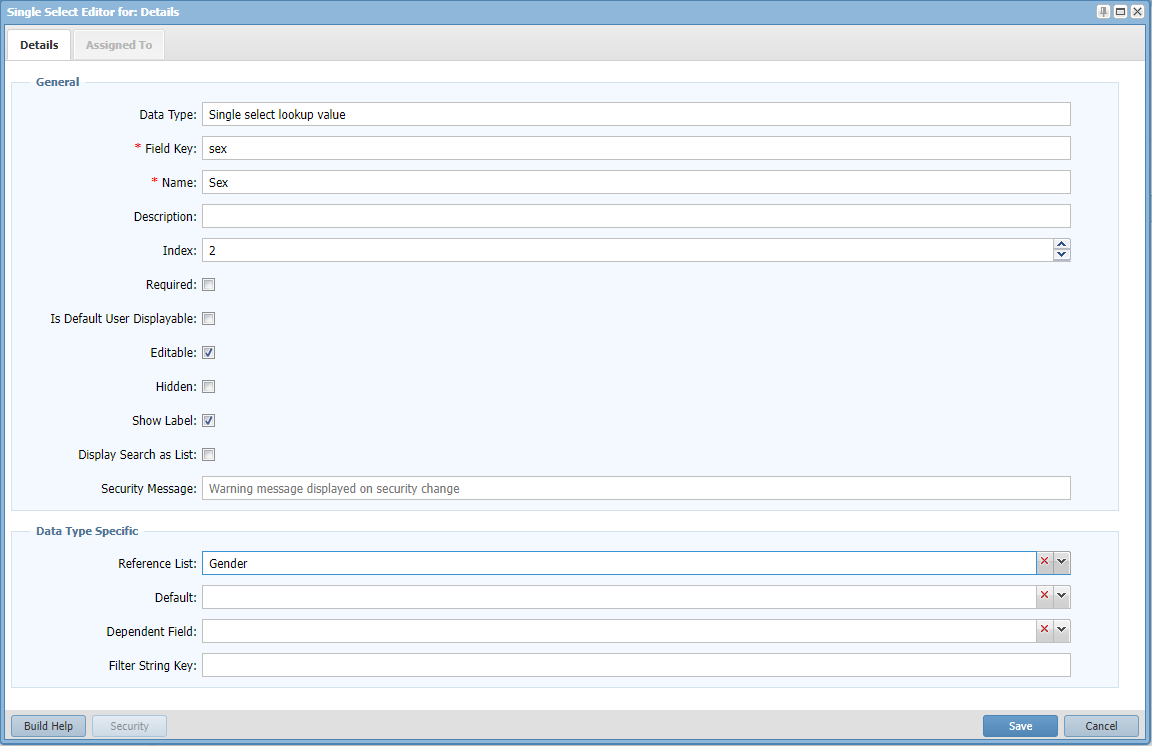 Single Select Editor for: Details
Details Assigned To
General
Data Type: Single select lookup value
* Field Key: sex
* Name: Sex
Description:
Index: 2
Required:
Is Default User Displayable:
Editable:
Hidden:
Show Label:
Display Search as List:
Security Message: Warning message displayed on security change
Data Type Specific
Reference List: Gender
Default:
Dependent Field:
Filter String Key:
Build Help Security Save Cancel